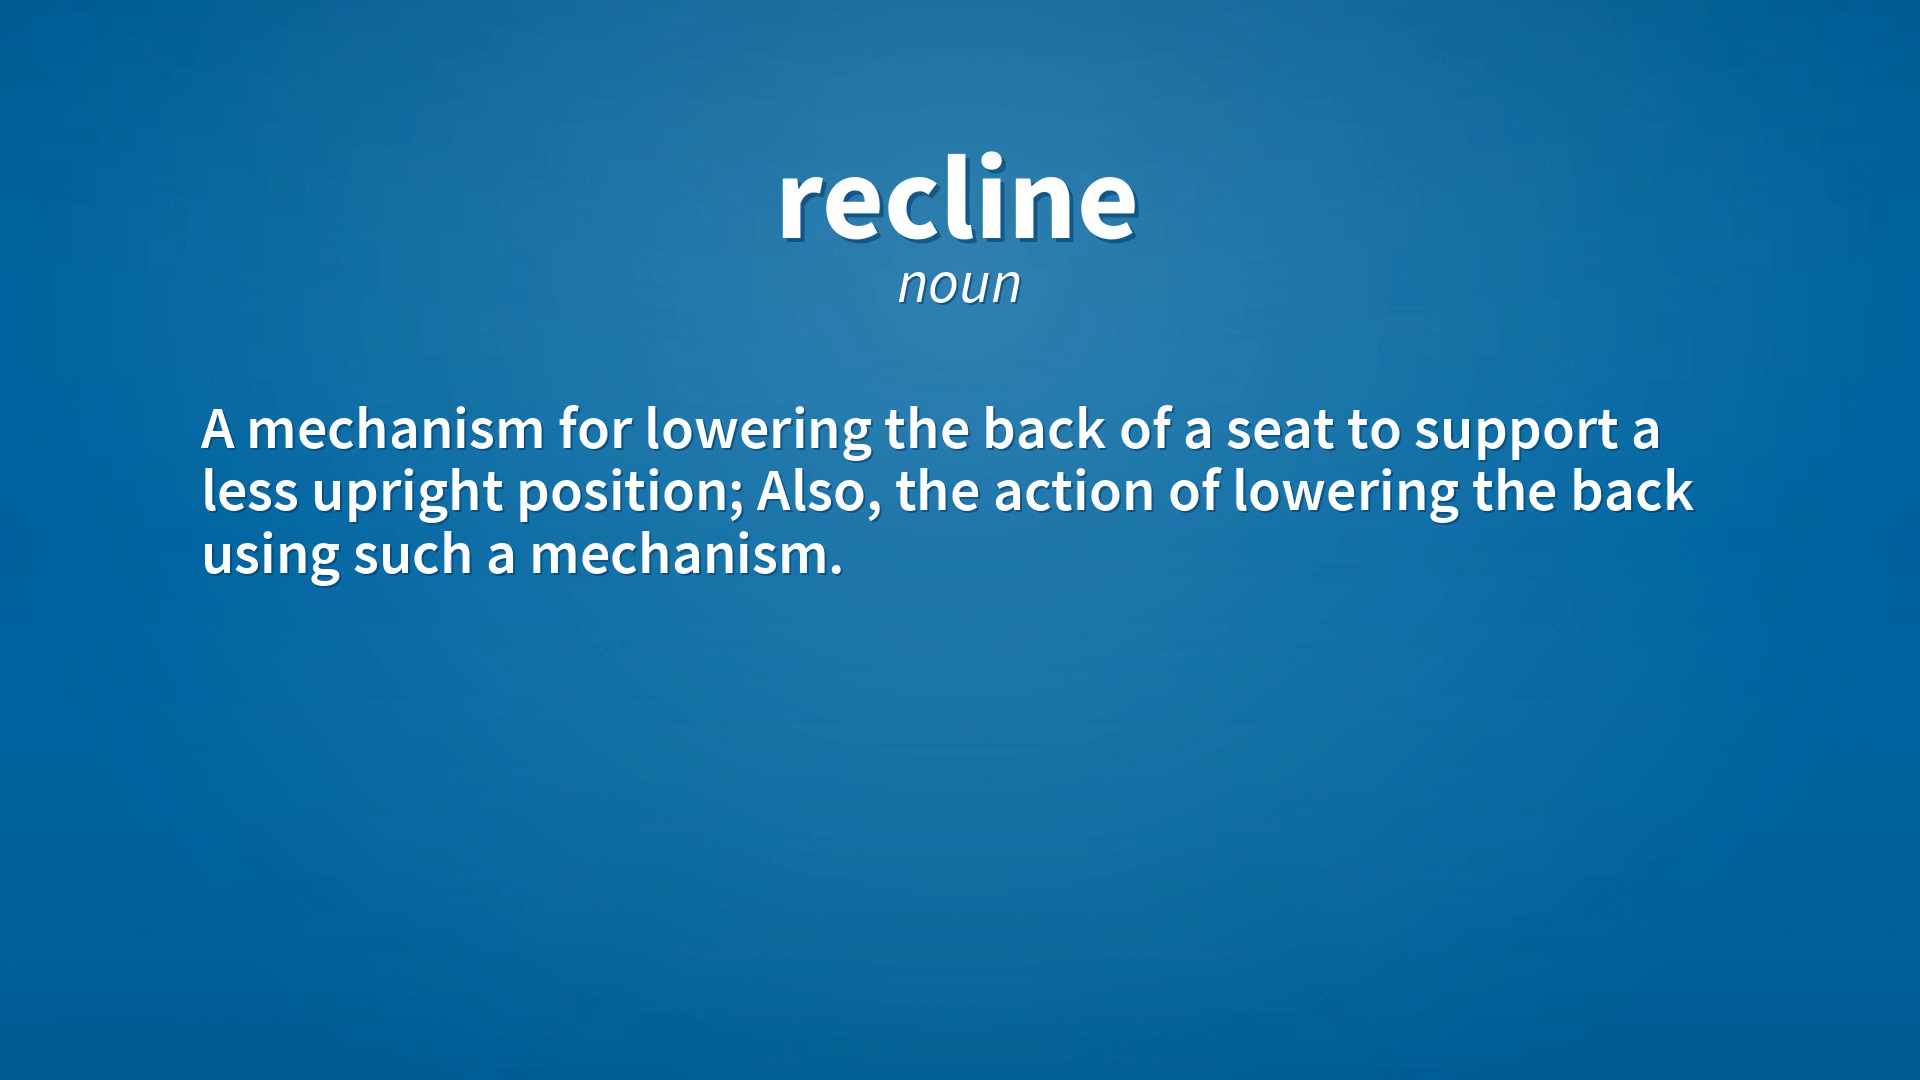 recline
noun
A mechanism for lowering the back of a seat to support a
less upright position; Also, the action of lowering the back
using such a mechanism.